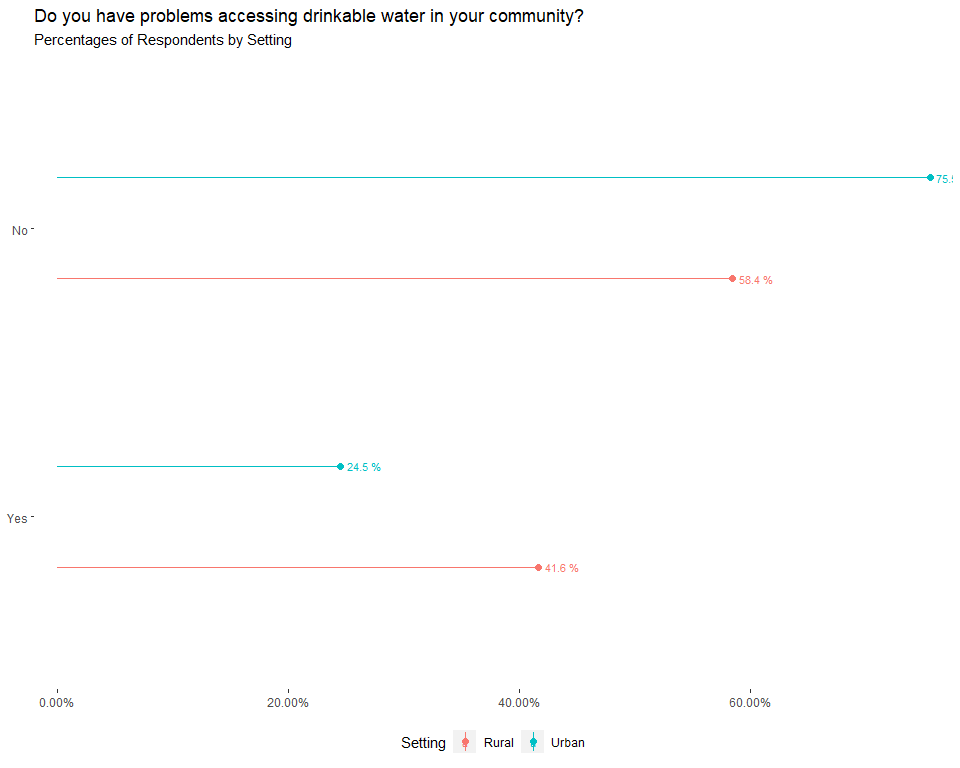 Do you have problems accessing drinkable water in your community?
Percentages of Respondents by Setting
75.
No
58.4 %
24.5 %
Yes
41.6 %
0.00% 20.00% 40.00% 60.00%
Setting Rural Urban